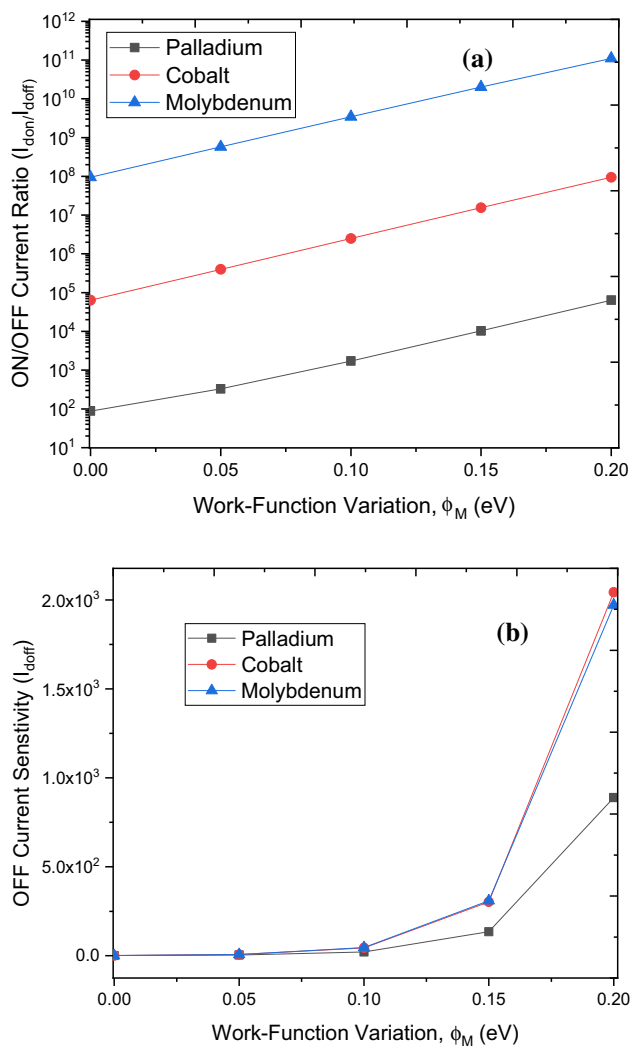 (a)
Palladium
Cobalt
Molybdenum
ON/OFF Current Ratio (I_don/I_doff)
10^12
10^11
10^10
10^9
10^8
10^7
10^6
10^5
10^4
10^3
10^2
10^1
0.00 0.05 0.10 0.15 0.20
Work-Function Variation, ϕ_M (eV)
(b)
Palladium
Cobalt
Molybdenum
OFF Current Senstivity (I_doff)
2.0x10^3
1.5x10^3
1.0x10^3
5.0x10^2
0.0
0.00 0.05 0.10 0.15 0.20
Work-Function Variation, ϕ_M (eV)